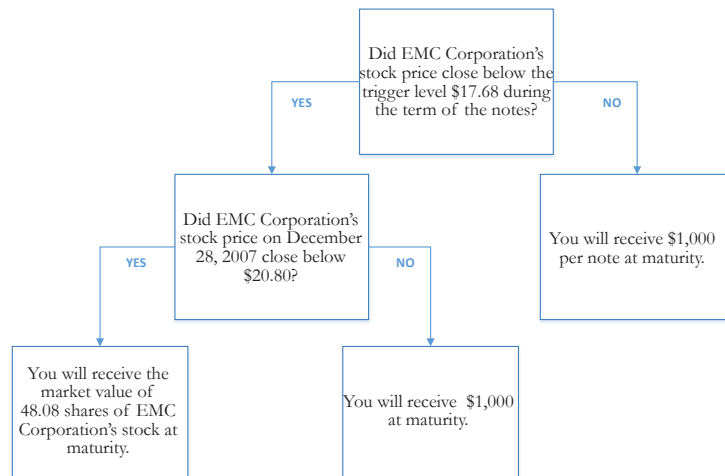 Did EMC Corporation's
stock price close below the
trigger level $17.68 during
the term of the notes?
YES
NO
Did EMC Corporation's
stock price on December
28, 2007 close below
$20.80?
You will receive $1,000
per note at maturity.
YES
NO
You will receive the
market value of
48.08 shares of EMC
Corporation's stock at
maturity.
You will receive $1,000
at maturity.